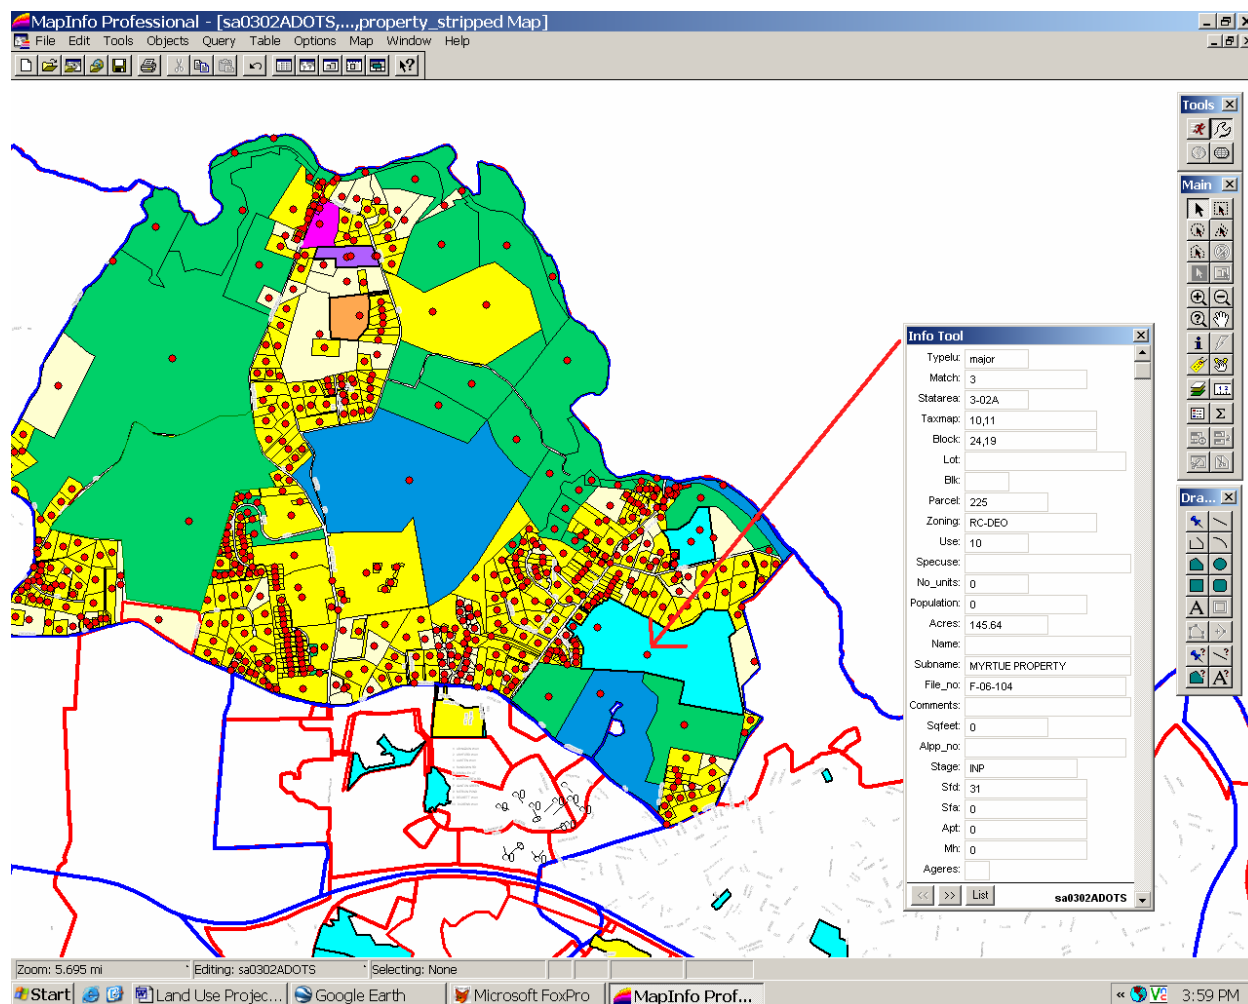 MapInfo Professional - [sa0302ADOTS,...,property_stripped Map]
File Edit Tools Objects Query Table Options Map Window Help
Tools
Main
Info Tool
Typelu: major
Match: 3
Statarea: 3-02A
Taxmap: 10,11
Block: 24,19
Lot:
Blk:
Parcel: 225
Zoning: RC-DEO
Use: 10
Specuse:
No_units: 0
Population: 0
Acres: 145.64
Name:
Subname: MYRTUE PROPERTY
File_no: F-06-104
Comments:
Sqfeet: 0
Alpp_no:
Stage: INP
Sfd: 31
Sfa: 0
Apt: 0
Mh: 0
Ageres:
<< >> List sa0302ADOTS
Dra...
Zoom: 5.695 mi Editing: sa0302ADOTS Selecting: None
Start Land Use Projec... Google Earth Microsoft FoxPro MapInfo Prof... « 3:59 PM